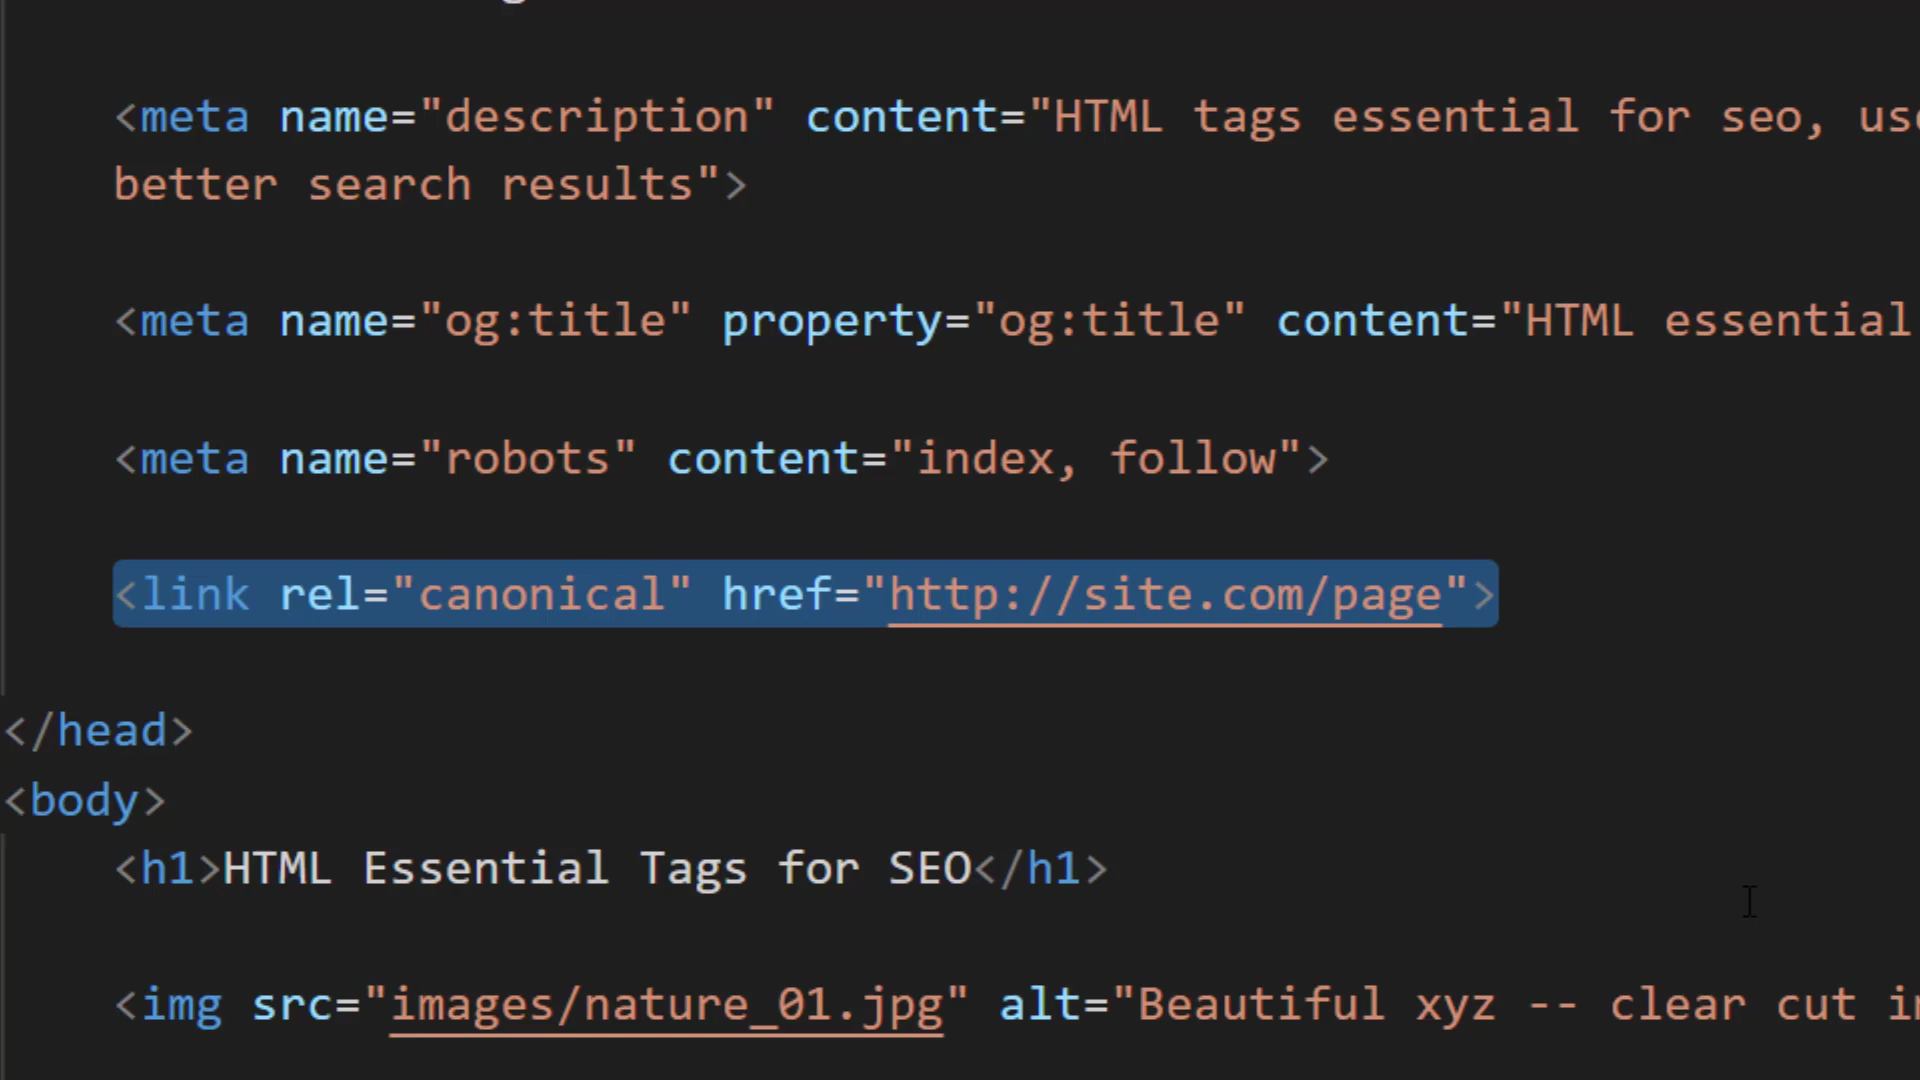 <meta name="description" content="HTML tags essential for seo, use
better search results">
<meta name="og:title" property="og:title" content="HTML essential
<meta name="robots" content="index, follow">
<link rel="canonical" href="http://site.com/page">
</head>
<body>
<h1>HTML Essential Tags for SEO</h1>
<img src="images/nature_01.jpg" alt="Beautiful xyz -- clear cut